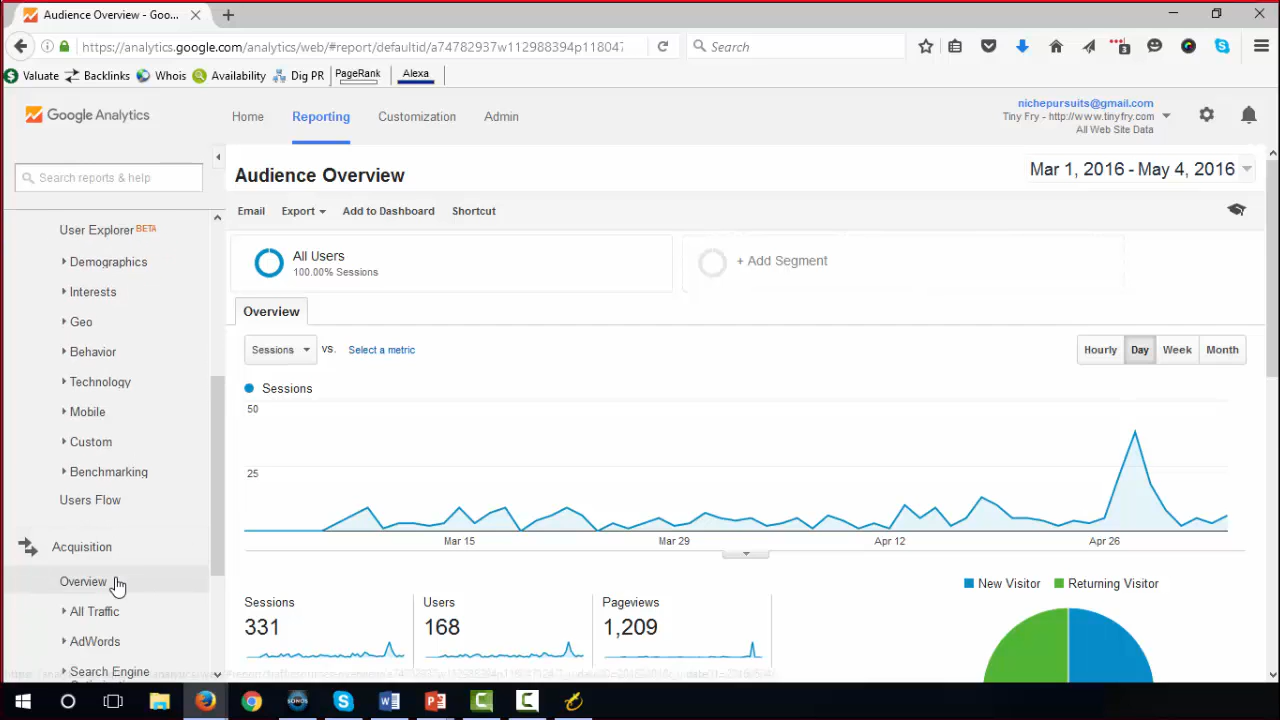 Audience Overview - Goo...
https://analytics.google.com/analytics/web/#report/defaultid/a74782937w112988394p118047
Search
3
Valuate Backlinks Whois Availability Dig PR PageRank Alexa
Google Analytics
Home Reporting Customization Admin
nichepursuits@gmail.com
Tiny Fry - http://www.tinyfry.com
All Web Site Data
Search reports & help
Audience Overview
Mar 1, 2016 - May 4, 2016
Email Export Add to Dashboard Shortcut
User Explorer BETA
Demographics
Interests
Geo
Behavior
Technology
Mobile
Custom
Benchmarking
Users Flow
Acquisition
Overview
All Traffic
AdWords
Search Engine
All Users
100.00% Sessions
+ Add Segment
Overview
Sessions VS. Select a metric
Hourly Day Week Month
Sessions
50
25
Mar 15 Mar 29 Apr 12 Apr 26
Sessions
331
Users
168
Pageviews
1,209
New Visitor Returning Visitor
SONOS